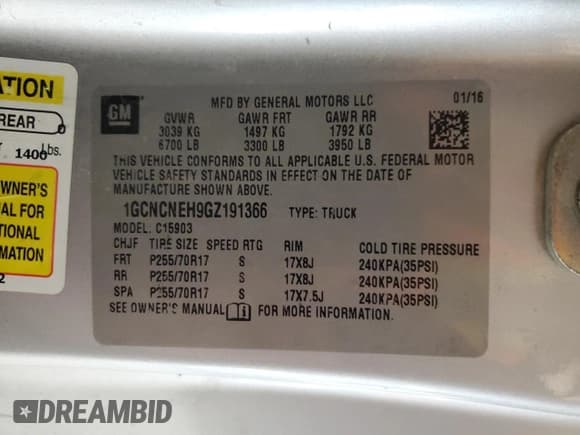 ATION
REAR
1400 lbs.
OWNER'S
UAL FOR
TIONAL
RMATION
2
GM
MFD BY GENERAL MOTORS LLC 01/16
GVWR GAWR FRT GAWR RR
3039 KG 1497 KG 1792 KG
6700 LB 3300 LB 3950 LB
THIS VEHICLE CONFORMS TO ALL APPLICABLE U.S. FEDERAL MOTOR
VEHICLE SAFETY STANDARDS IN EFFECT ON THE DATE OF
MANUFACTURE SHOWN ABOVE.
1GCNCNEH9GZ191366 TYPE: TRUCK
MODEL: C15903
CHJF TIRE SIZE SPEED RTG RIM COLD TIRE PRESSURE
FRT P255/70R17 S 17X8J 240KPA(35PSI)
RR P255/70R17 S 17X8J 240KPA(35PSI)
SPA P255/70R17 S 17X7.5J 240KPA(35PSI)
SEE OWNER'S MANUAL FOR MORE INFORMATION.
DREAMBID